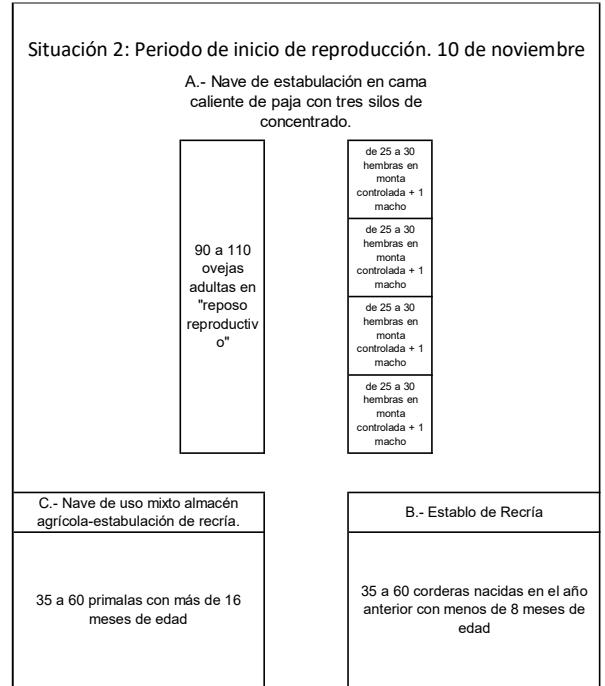 Situación 2: Periodo de inicio de reproducción. 10 de noviembre
A.- Nave de estabulación en cama
caliente de paja con tres silos de
concentrado.
90 a 110
ovejas
adultas en
"reposo
reproductiv
o"
de 25 a 30
hembras en
monta
controlada + 1
macho
de 25 a 30
hembras en
monta
controlada + 1
macho
de 25 a 30
hembras en
monta
controlada + 1
macho
de 25 a 30
hembras en
monta
controlada + 1
macho
C.- Nave de uso mixto almacén
agrícola-estabulación de recría.
35 a 60 primalas con más de 16
meses de edad
B.- Establo de Recría
35 a 60 corderas nacidas en el año
anterior con menos de 8 meses de
edad